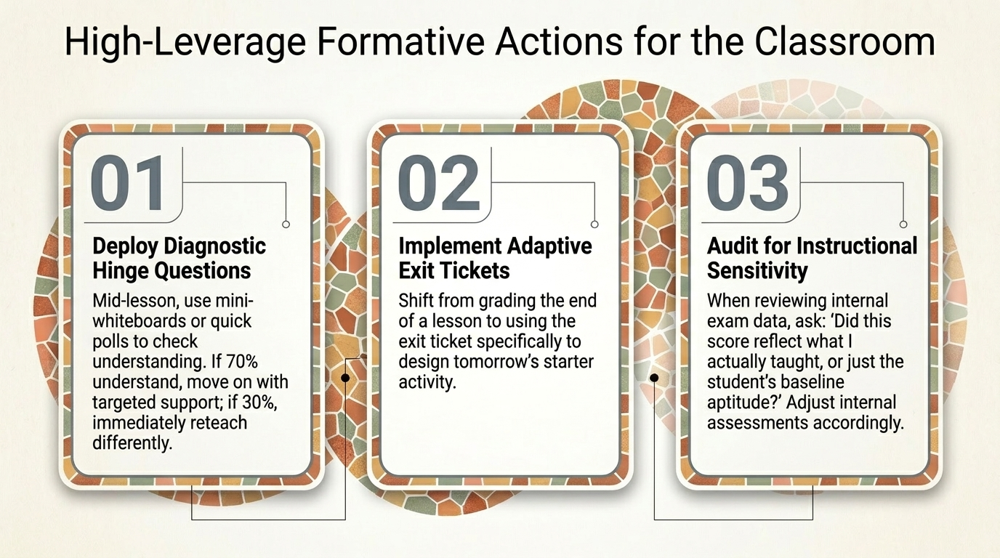 High-Leverage Formative Actions for the Classroom
01
Deploy Diagnostic
Hinge Questions
Mid-lesson, use mini-
whiteboards or quick
polls to check
understanding. If 70%
understand, move on with
targeted support; if 30%,
immediately reteach
differently.
02
Implement Adaptive
Exit Tickets
Shift from grading the end
of a lesson to using the
exit ticket specifically to
design tomorrow’s starter
activity.
03
Audit for Instructional
Sensitivity
When reviewing internal
exam data, ask: ‘Did this
score reflect what I
actually taught, or just the
student’s baseline
aptitude?’ Adjust internal
assessments accordingly.